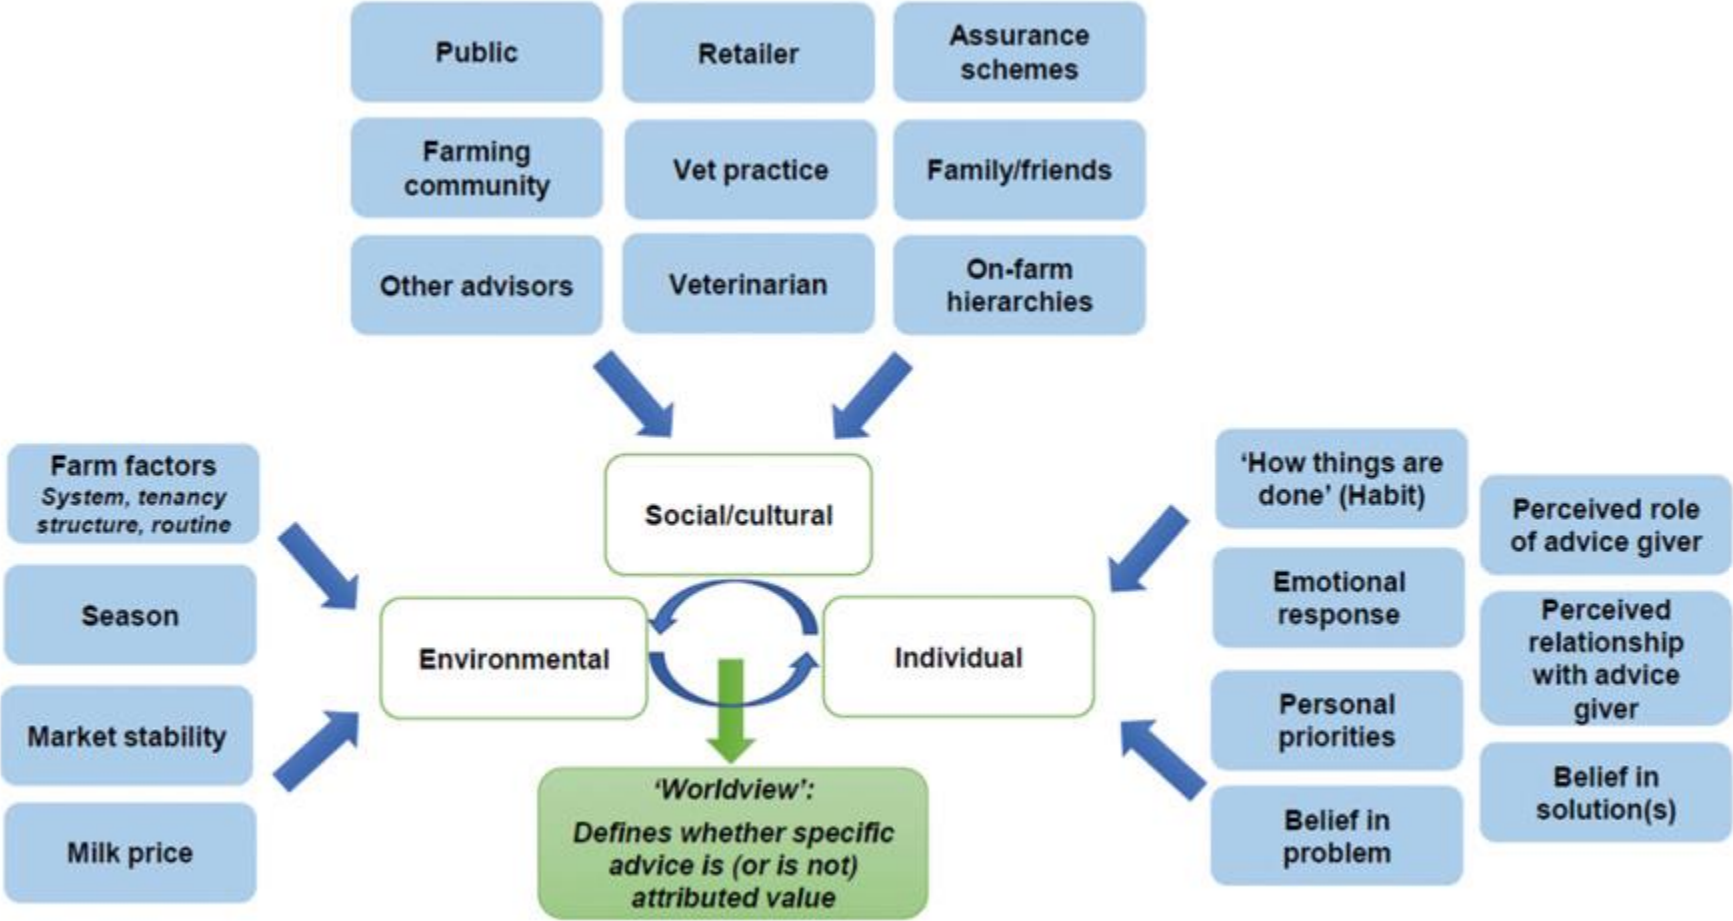 Public
Retailer
Assurance
schemes
Farming
community
Vet practice
Family/friends
Other advisors
Veterinarian
On-farm
hierarchies
Farm factors
System, tenancy
structure, routine
Season
Market stability
Milk price
Social/cultural
Environmental
Individual
‘How things are
done’ (Habit)
Emotional
response
Personal
priorities
Belief in
problem
Perceived role
of advice giver
Perceived
relationship
with advice
giver
Belief in
solution(s)
‘Worldview’:
Defines whether specific
advice is (or is not)
attributed value